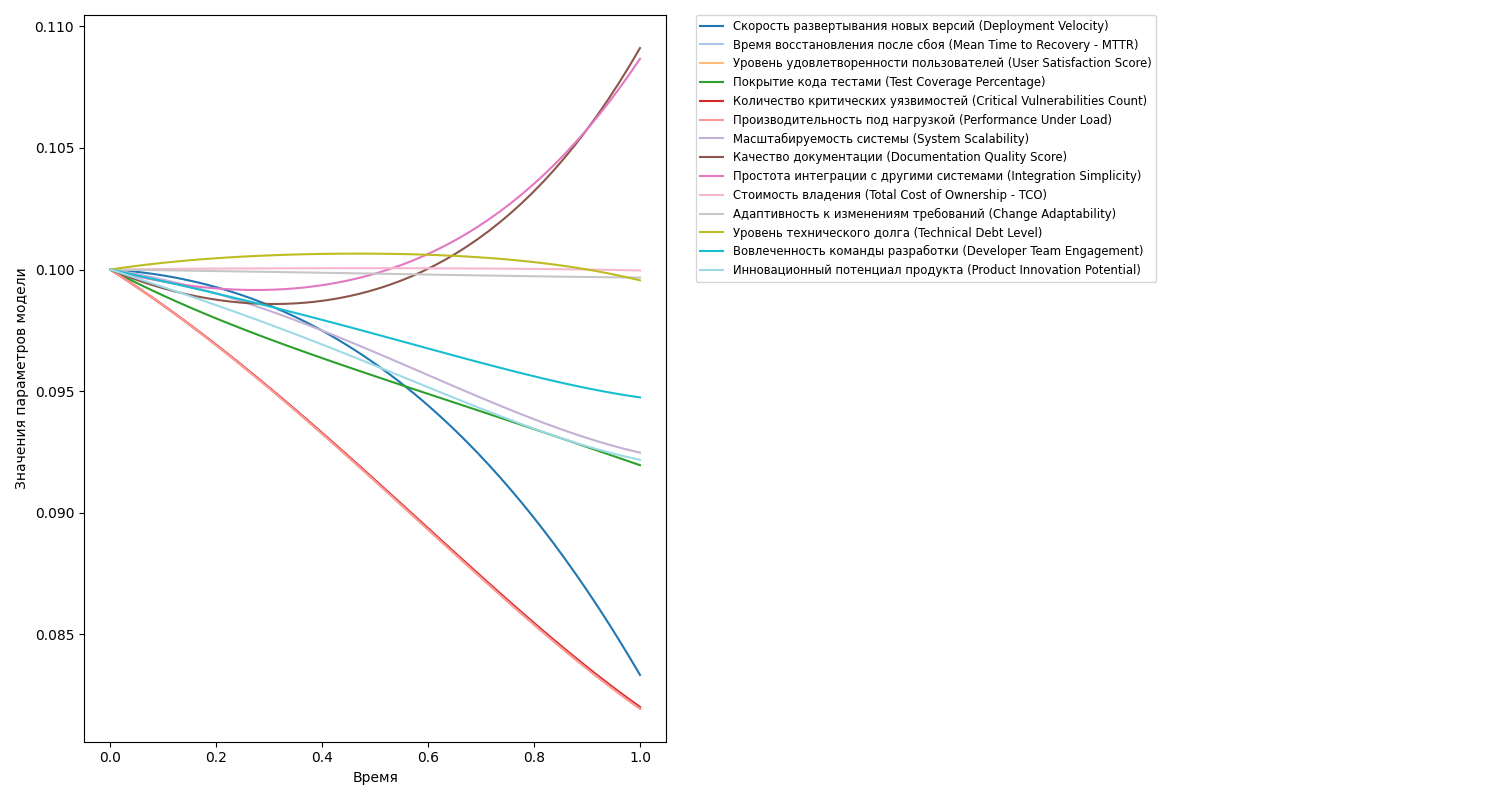 0.110
0.105
0.100
0.095
0.090
0.085
Значения параметров модели
0.0 0.2 0.4 0.6 0.8 1.0
Время
Скорость развертывания новых версий (Deployment Velocity)
Время восстановления после сбоя (Mean Time to Recovery - MTTR)
Уровень удовлетворенности пользователей (User Satisfaction Score)
Покрытие кода тестами (Test Coverage Percentage)
Количество критических уязвимостей (Critical Vulnerabilities Count)
Производительность под нагрузкой (Performance Under Load)
Масштабируемость системы (System Scalability)
Качество документации (Documentation Quality Score)
Простота интеграции с другими системами (Integration Simplicity)
Стоимость владения (Total Cost of Ownership - TCO)
Адаптивность к изменениям требований (Change Adaptability)
Уровень технического долга (Technical Debt Level)
Вовлеченность команды разработки (Developer Team Engagement)
Инновационный потенциал продукта (Product Innovation Potential)